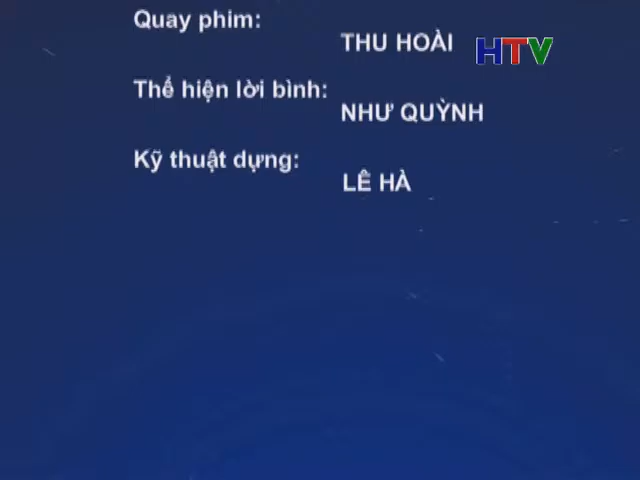 Quay phim:
THU HOÀI
HTV
Thể hiện lời bình:
NHƯ QUỲNH
Kỹ thuật dựng:
LÊ HÀ